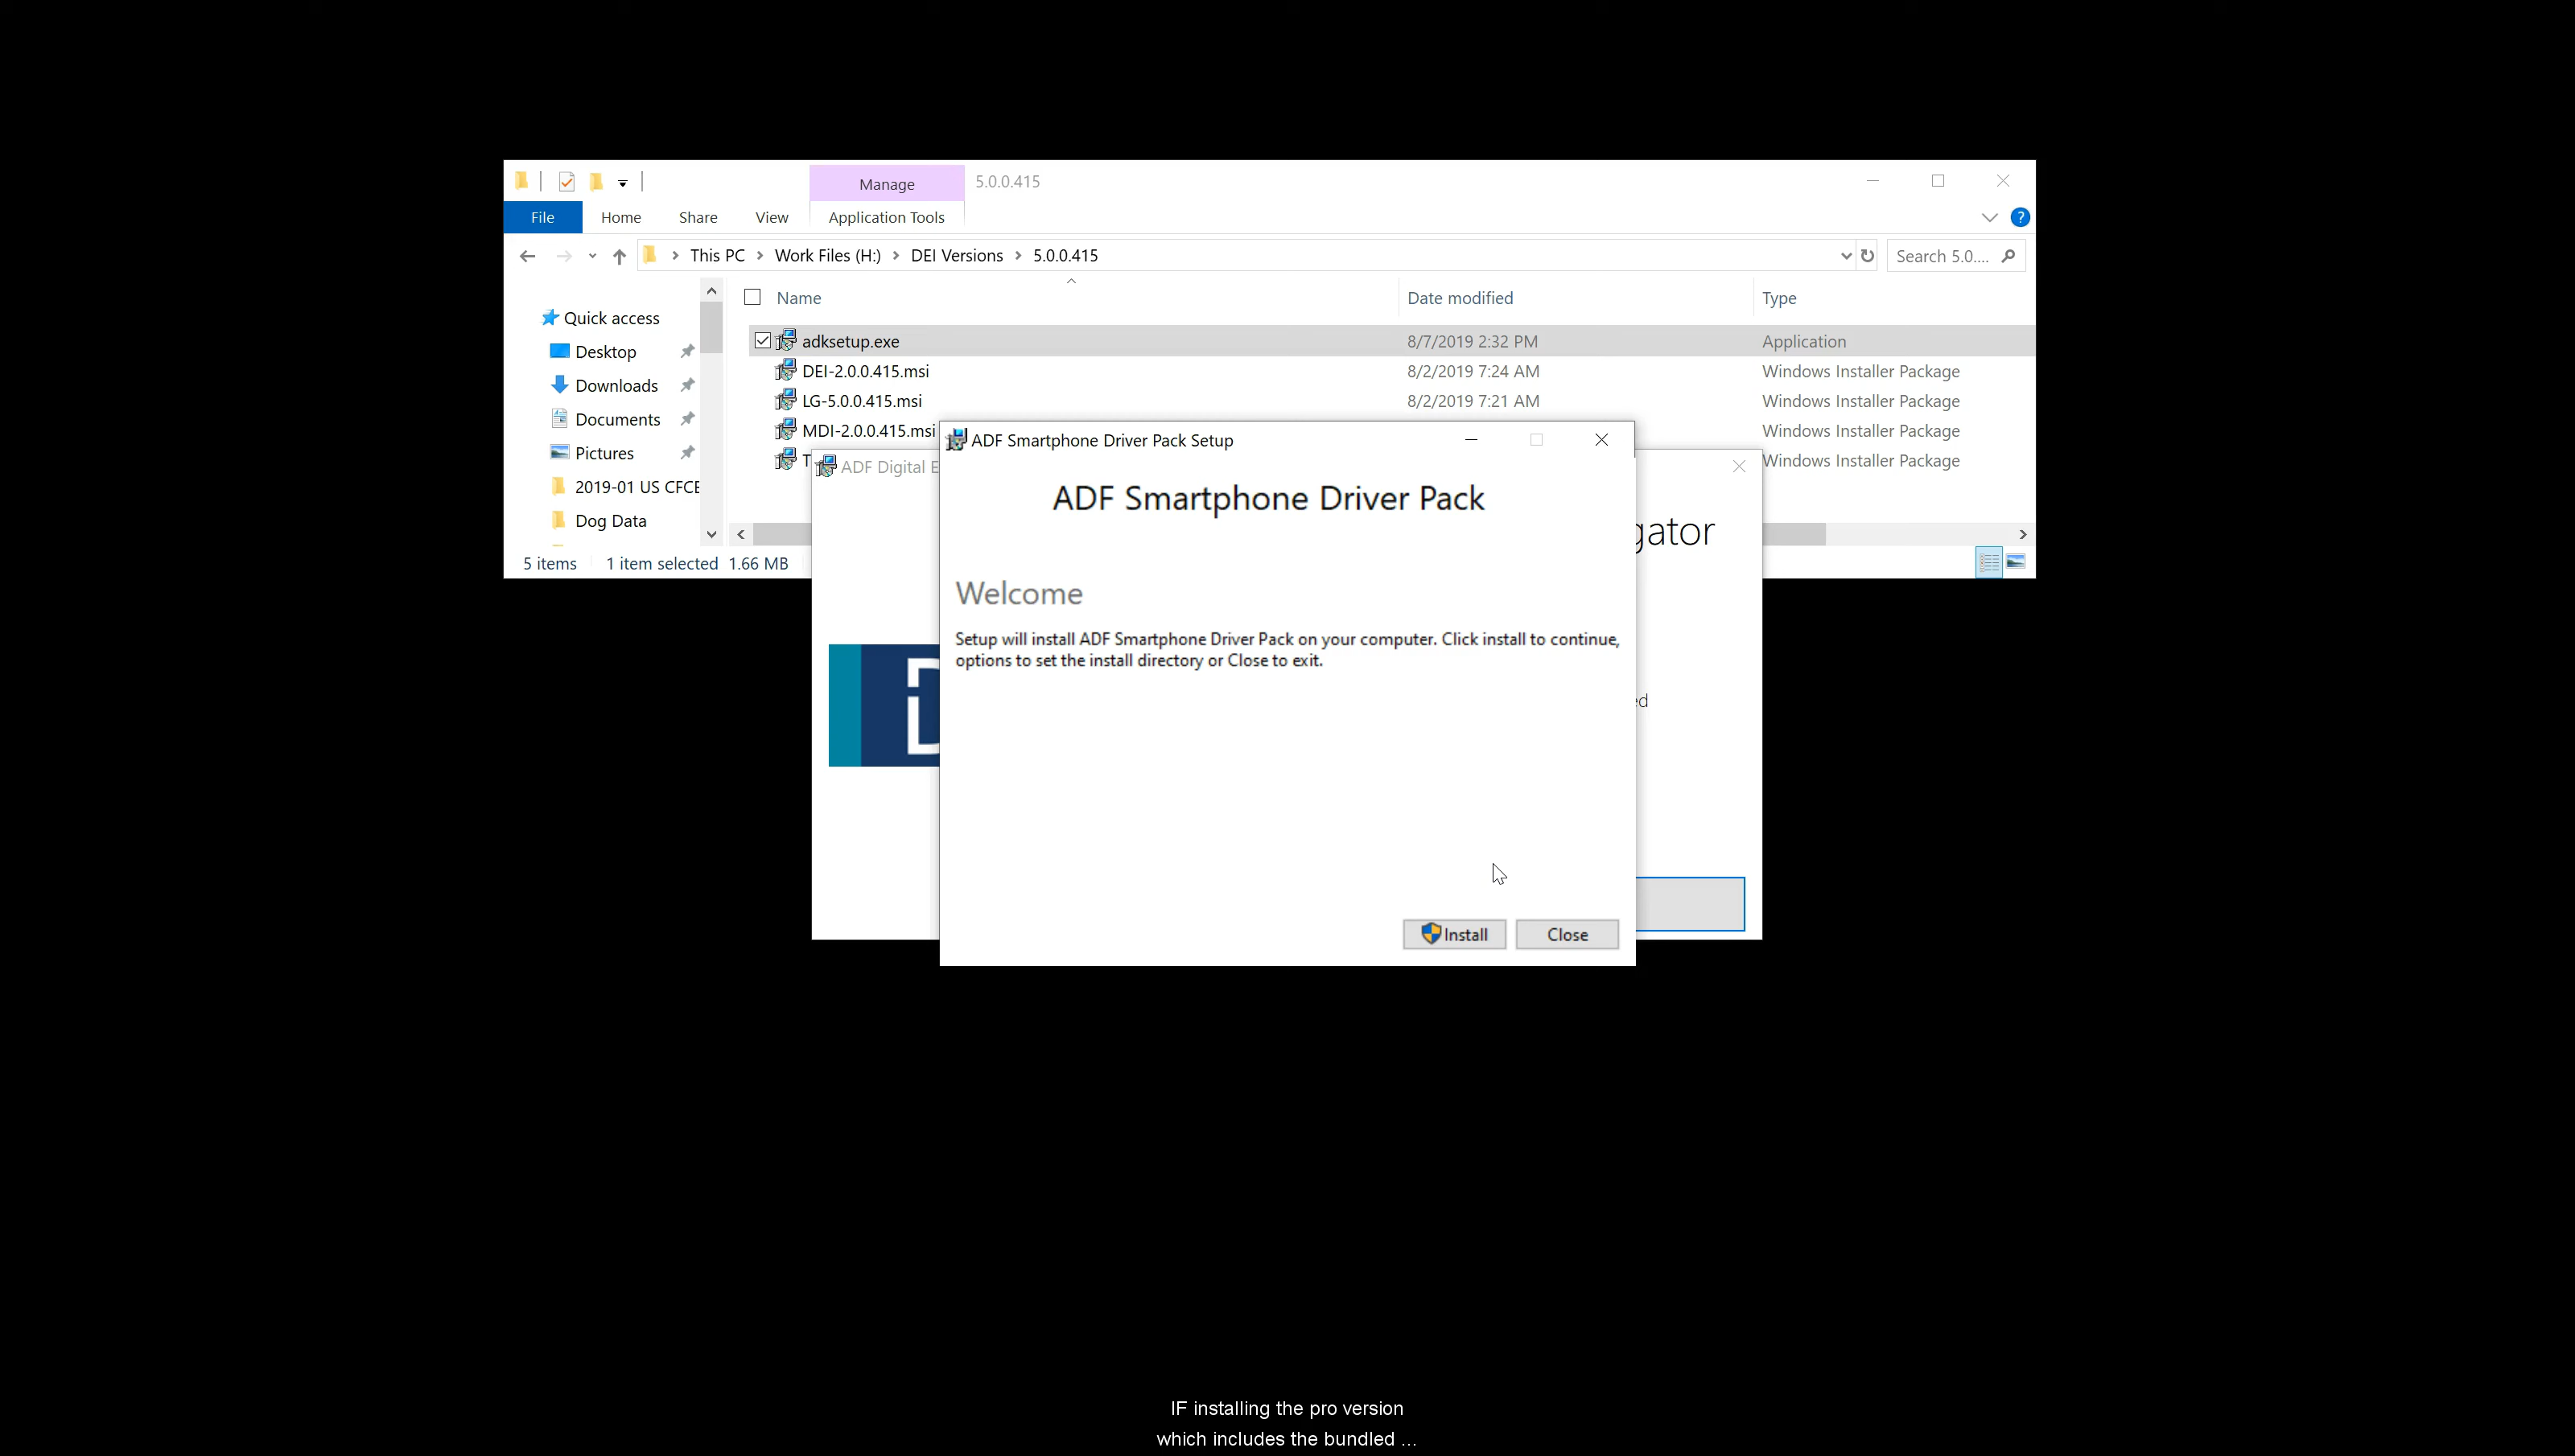 Manage
5.0.0.415
File
Home
Share
View
Application Tools
This PC
Work Files (H:)
DEI Versions
5.0.0.415
Search 5.0....
Name
Date modified
Type
Quick access
Desktop
Downloads
Documents
Pictures
2019-01 US CFCE
Dog Data
adksetup.exe
8/7/2019 2:32 PM
Application
DEI-2.0.0.415.msi
8/2/2019 7:24 AM
Windows Installer Package
LG-5.0.0.415.msi
8/2/2019 7:21 AM
Windows Installer Package
MDI-2.0.0.415.msi
Windows Installer Package
T
Windows Installer Package
5 items
1 item selected 1.66 MB
ADF Digital E
gator
ed
ADF Smartphone Driver Pack Setup
ADF Smartphone Driver Pack
Welcome
Setup will install ADF Smartphone Driver Pack on your computer. Click install to continue,
options to set the install directory or Close to exit.
Install
Close
IF installing the pro version
which includes the bundled ...